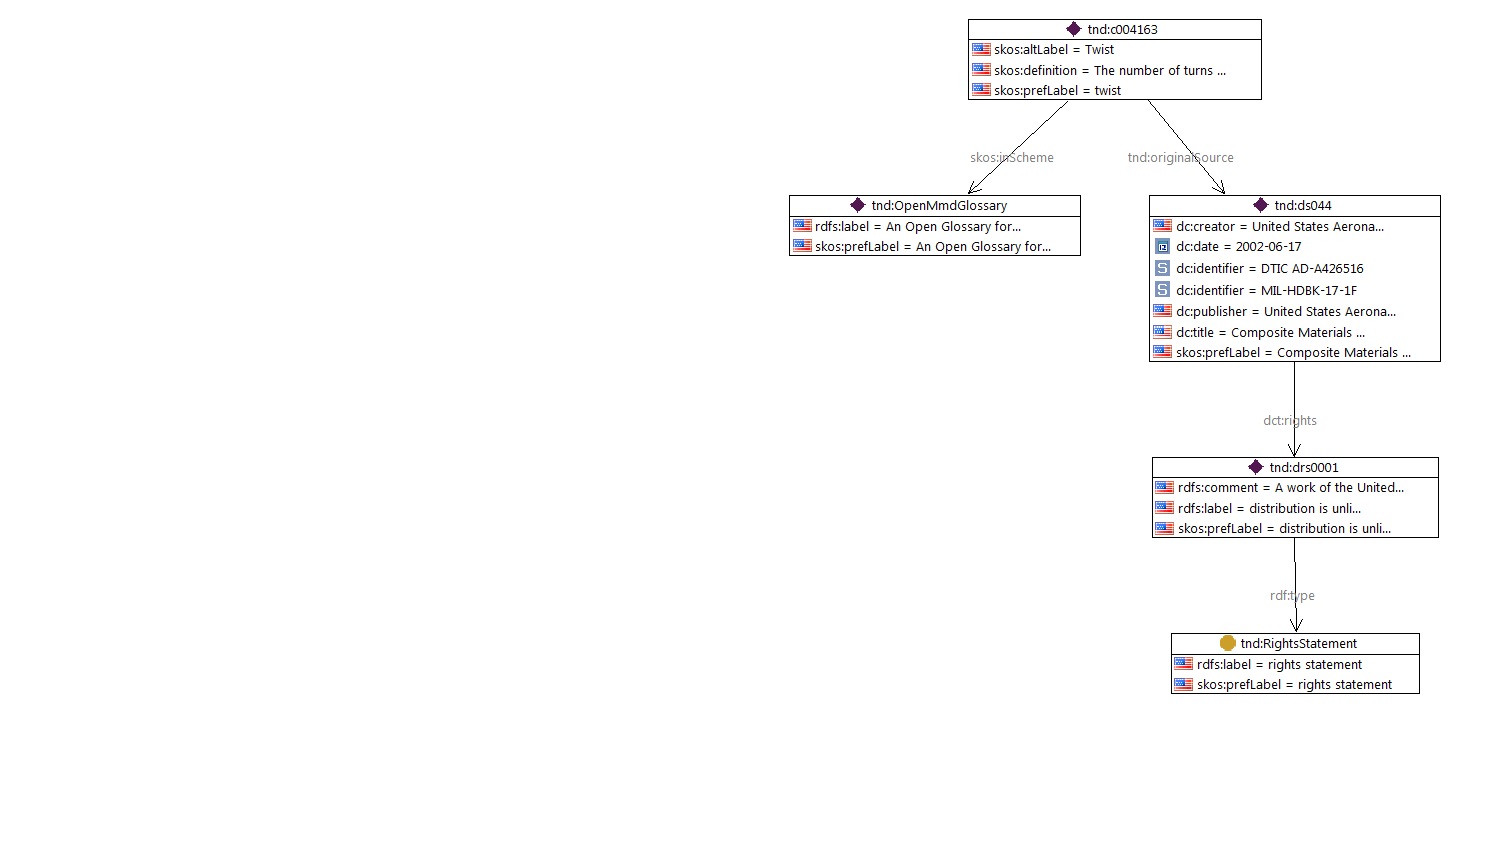 tnd:c004163
skos:altLabel = Twist
skos:definition = The number of turns ...
skos:prefLabel = twist
skos:inScheme
tnd:originalSource
tnd:OpenMmdGlossary
rdfs:label = An Open Glossary for...
skos:prefLabel = An Open Glossary for...
tnd:ds044
dc:creator = United States Aerona...
dc:date = 2002-06-17
dc:identifier = DTIC AD-A426516
dc:identifier = MIL-HDBK-17-1F
dc:publisher = United States Aerona...
dc:title = Composite Materials ...
skos:prefLabel = Composite Materials ...
dct:rights
tnd:drs0001
rdfs:comment = A work of the United...
rdfs:label = distribution is unli...
skos:prefLabel = distribution is unli...
rdf:type
tnd:RightsStatement
rdfs:label = rights statement
skos:prefLabel = rights statement